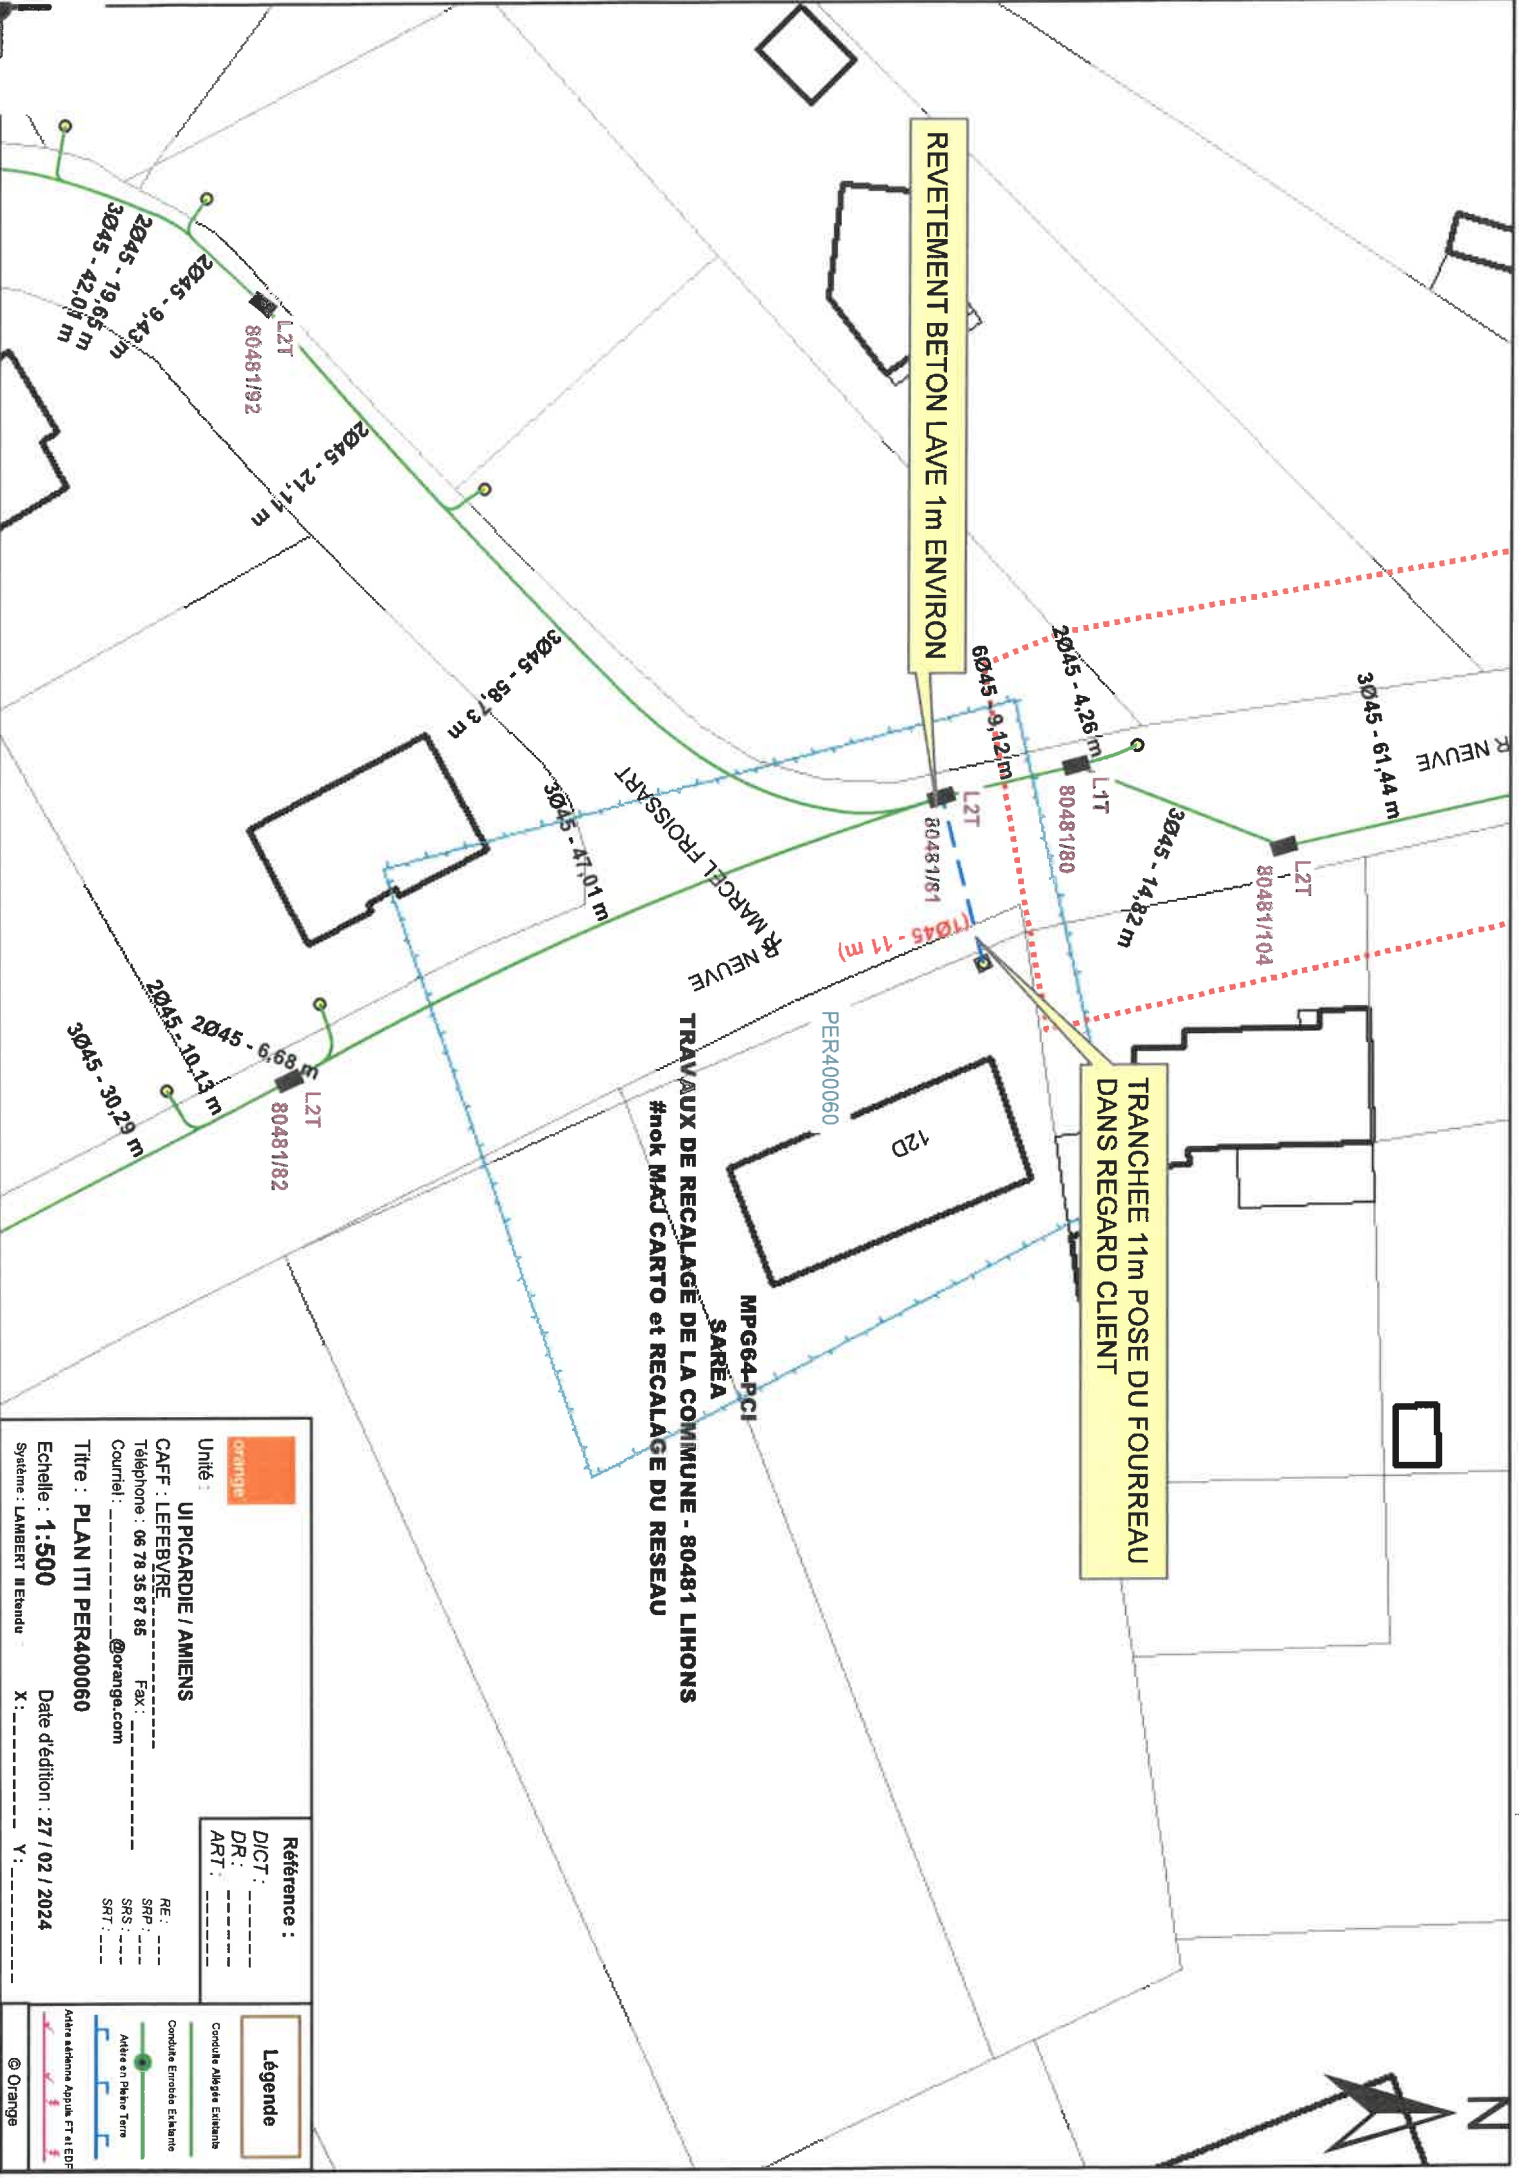 REVETEMENT BETON LAVE 1m ENVIRON
3Ø45 - 61,44 m
R NEUVE
2Ø45 - 4,26 m
6Ø45 - 9,12 m
L1T
80481/80
L2T
80481/81
3Ø45 - 14,82 m
L2T
80481/104
(1Ø45 - 11 m)
TRANCHEE 11m POSE DU FOURREAU
DANS REGARD CLIENT
2Ø45 - 19,65 m
3Ø45 - 42,01 m
2Ø45 - 9,43 m
L2T
80481/92
2Ø45 - 21,11 m
3Ø45 - 58,73 m
3Ø45 - 47,01 m
R MARCEL FROISSART
R NEUVE
2Ø45 - 10,13 m
2Ø45 - 6,68 m
3Ø45 - 30,29 m
L2T
80481/82
PER400060
12D
MPG64-PCI
SAREA
TRAVAUX DE RECALAGE DE LA COMMUNE - 80481 LIHONS
#nok MAJ CARTO et RECALAGE DU RESEAU
N
orange
Unité :
UI PICARDIE / AMIENS
CAFF : LEFEBVRE
Téléphone : 06 78 35 87 85 Fax :
Courriel : @orange.com
Titre : PLAN ITI PER400060
Echelle : 1:500 Date d'édition : 27 / 02 / 2024
Système : LAMBERT II Etendu X : Y :
Référence :
DICT :
DR :
ART :
RE :
SRP :
SRS :
SRT :
Légende
Conduite Allégée Existante
Conduite Enrobée Existante
Artère en Pleine Terre
Artère aérienne Appuis FT et EDF
© Orange